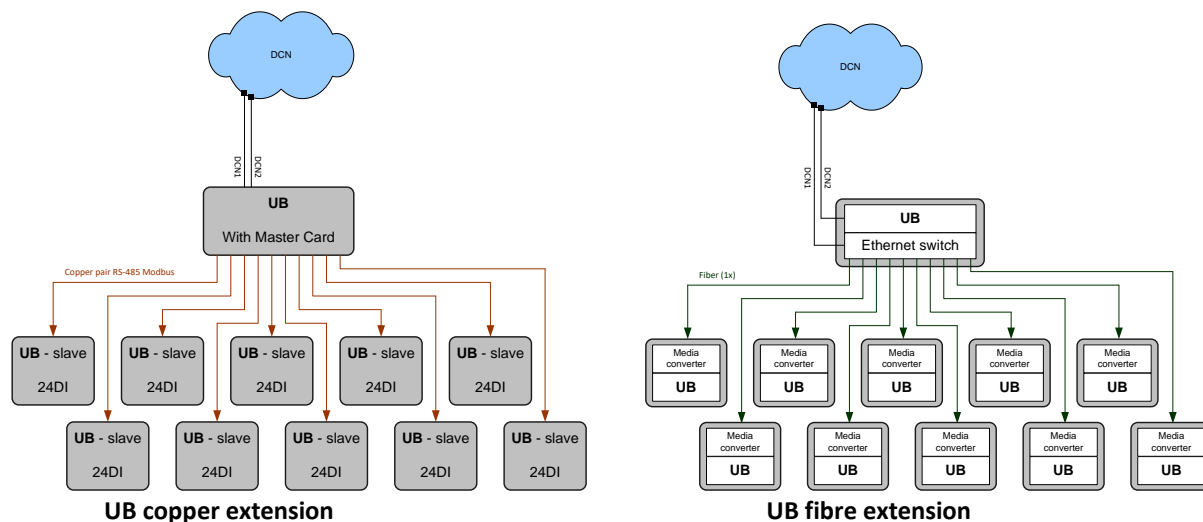 DCN
DCN1
DCN2
UB
With Master Card
Copper pair RS-485 Modbus
UB - slave
24DI
UB - slave
24DI
UB - slave
24DI
UB - slave
24DI
UB - slave
24DI
UB - slave
24DI
UB - slave
24DI
UB - slave
24DI
UB - slave
24DI
UB - slave
24DI
UB copper extension
DCN
DCN1
DCN2
UB
Ethernet switch
Fiber (1x)
Media
converter
UB
Media
converter
UB
Media
converter
UB
Media
converter
UB
Media
converter
UB
Media
converter
UB
Media
converter
UB
Media
converter
UB
Media
converter
UB
Media
converter
UB
UB fibre extension